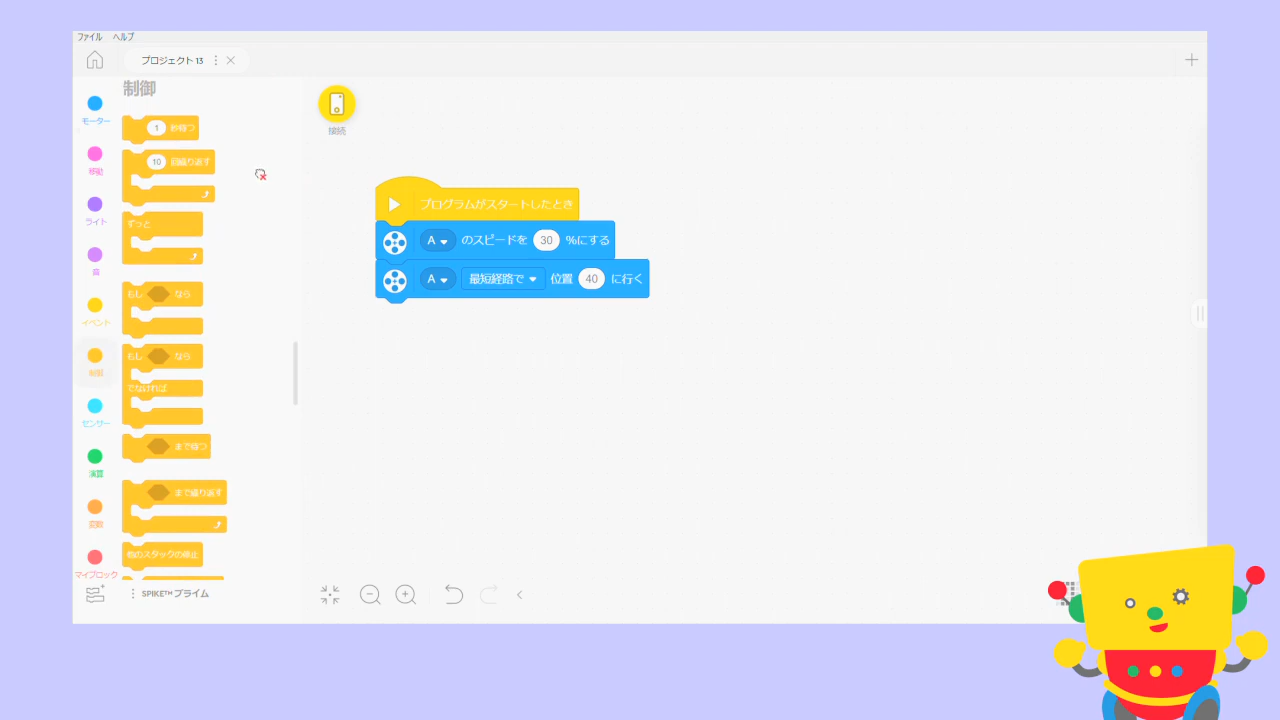 ファイル ヘルプ
プロジェクト 13
制御
モーター
移動
ライト
音
イベント
制御
センサー
演算
変数
マイブロック
1 秒待つ
10 回繰り返す
ずっと
もし なら
もし なら
でなければ
まで待つ
まで繰り返す
他のスタックの停止
SPIKE™ プライム
接続
プログラムがスタートしたとき
A のスピードを 30 %にする
A 最短経路で 位置 40 に行く